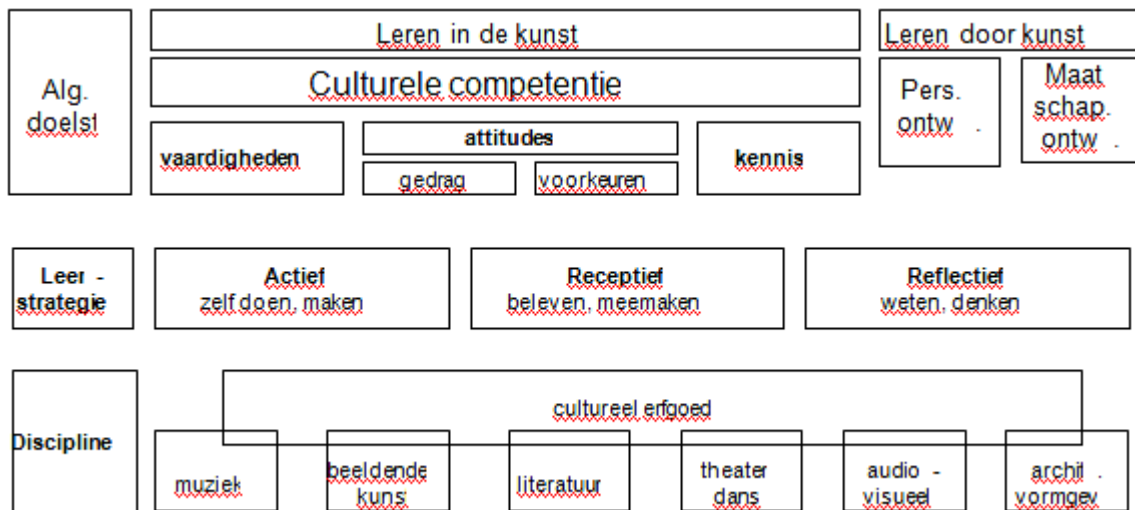 Alg.
doelst
Leren in de kunst
Leren door kunst
Culturele competentie
Pers.
ontw .
Maat
schap.
ontw .
vaardigheden
attitudes
gedrag
voorkeuren
kennis
Leer -
strategie
Actief
zelf doen, maken
Receptief
beleven, meemaken
Reflectief
weten, denken
Discipline
cultureel erfgoed
muziek
beeldende
kuns
literatuur
theater
dans
audio -
visueel
archit .
vormgev